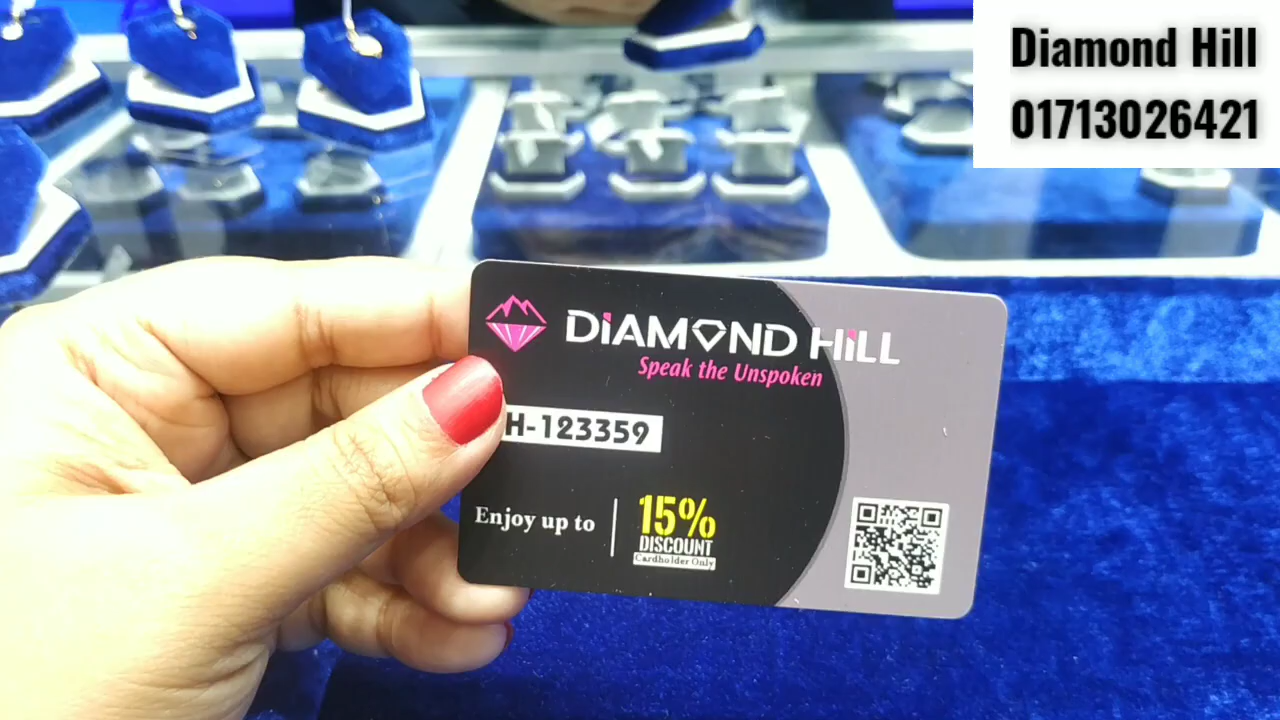 Diamond Hill
01713026421
DiAMOND HiLL
Speak the Unspoken
H-123359
Enjoy up to
15%
DISCOUNT
Cardholder Only